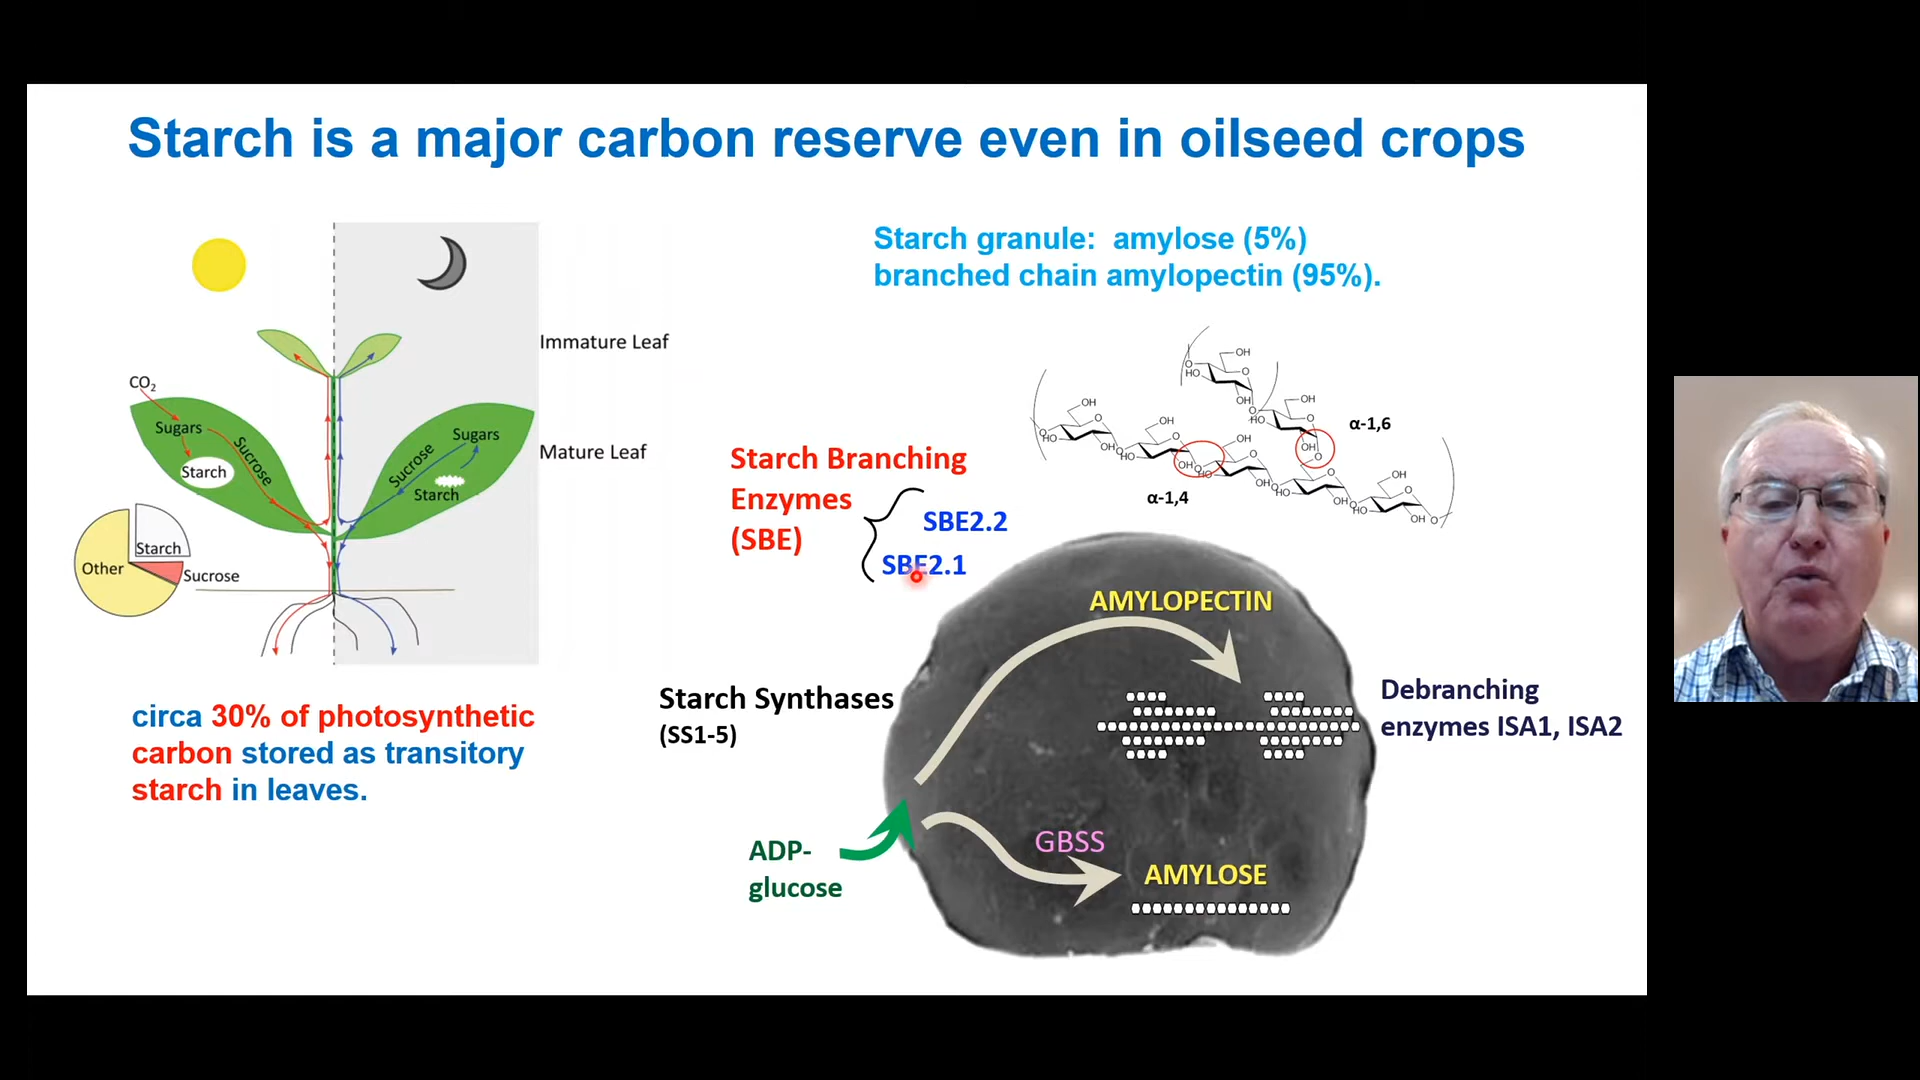 Starch is a major carbon reserve even in oilseed crops
Immature Leaf
CO2
Sugars
Starch
Sucrose
Sugars
Sucrose
Starch
Mature Leaf
Starch
Other
Sucrose
circa 30% of photosynthetic
carbon stored as transitory
starch in leaves.
Starch granule: amylose (5%)
branched chain amylopectin (95%).
α-1,6
α-1,4
Starch Branching
Enzymes
(SBE)
SBE2.2
SBE2.1
AMYLOPECTIN
Starch Synthases
(SS1-5)
Debranching
enzymes ISA1, ISA2
ADP-
glucose
GBSS
AMYLOSE